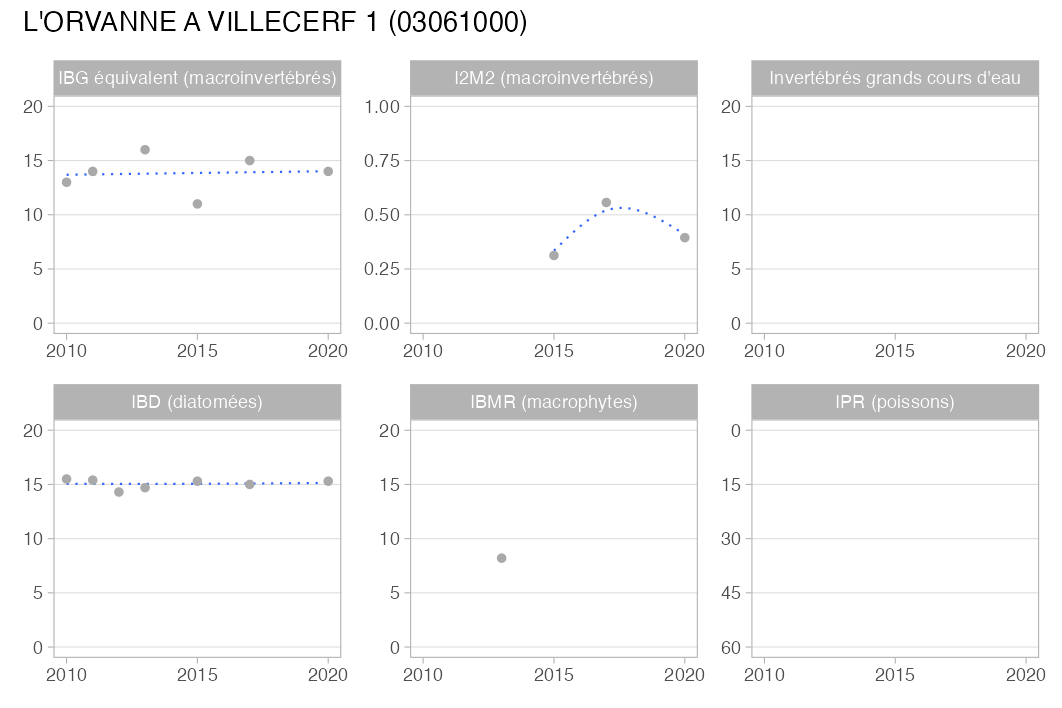 L'ORVANNE A VILLECERF 1 (03061000)
IBG équivalent (macroinvertébrés)
20
15
10
5
0
2010 2015 2020
I2M2 (macroinvertébrés)
1.00
0.75
0.50
0.25
0.00
2010 2015 2020
Invertébrés grands cours d'eau
20
15
10
5
0
2010 2015 2020
IBD (diatomées)
20
15
10
5
0
2010 2015 2020
IBMR (macrophytes)
20
15
10
5
0
2010 2015 2020
IPR (poissons)
0
15
30
45
60
2010 2015 2020